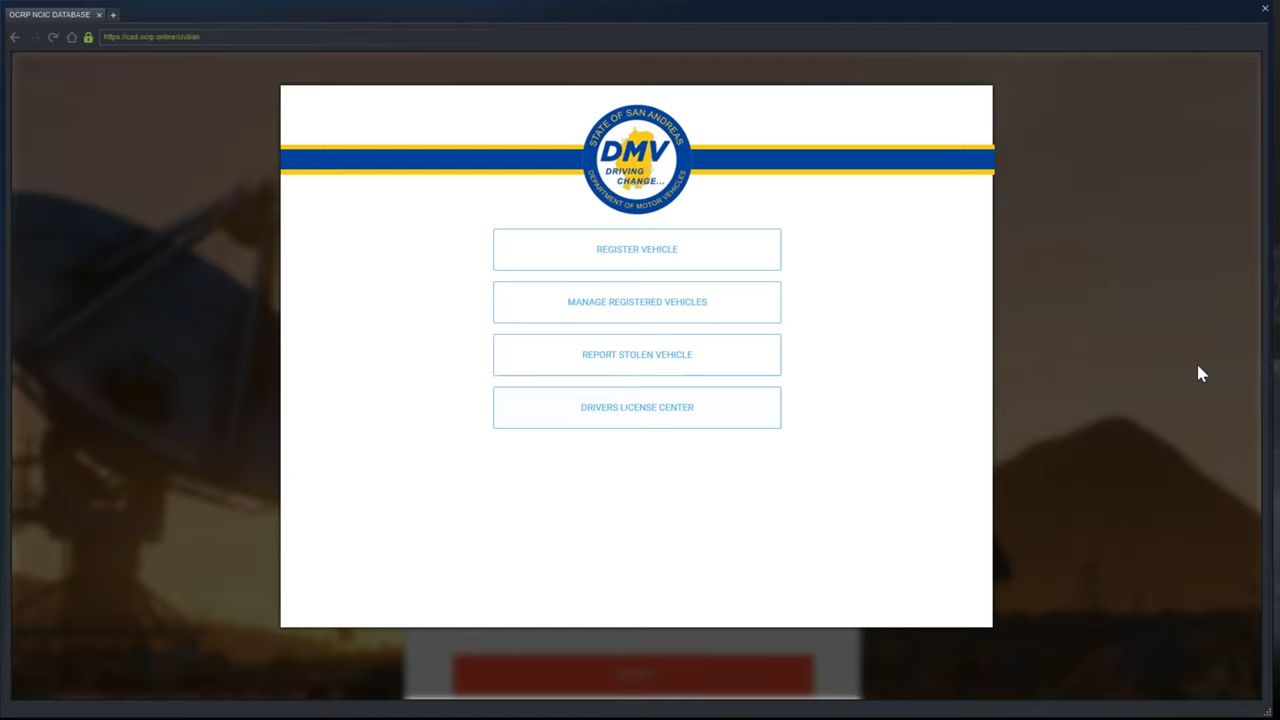 OCRP NCIC DATABASE
https://cad.ocrp.online/civilian
STATE OF SAN ANDREAS
DMV
DRIVING
CHANGE...
DEPARTMENT OF MOTOR VEHICLES
REGISTER VEHICLE
MANAGE REGISTERED VEHICLES
REPORT STOLEN VEHICLE
DRIVERS LICENSE CENTER